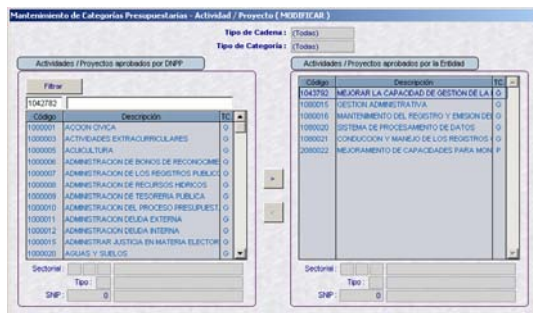 Mantenimiento de Categorías Presupuestarias - Actividad / Proyecto ( MODIFICAR )
Tipo de Cadena : (Todas)
Tipo de Categoría : (Todas)
Actividades / Proyectos aprobados por DNPP
Filtrar
1042782
Código Descripción TC
1000001 ACCION CIVICA G
1000003 ACTIVIDADES EXTRACURRICULARES G
1000005 ACUICULTURA G
1000006 ADMINISTRACION DE BONOS DE RECONOCIMIE G
1000007 ADMINISTRACION DE LOS REGISTROS PUBLICO G
1000008 ADMINISTRACION DE RECURSOS HIDRICOS G
1000009 ADMINISTRACION DE TESORERIA PUBLICA G
1000010 ADMINISTRACION DEL PROCESO PRESUPUEST. G
1000011 ADMINISTRACION DEUDA EXTERNA G
1000012 ADMINISTRACION DEUDA INTERNA G
1000015 ADMINISTRAR JUSTICIA EN MATERIA ELECTOR G
1000020 AGUAS Y SUELOS G
Sectorial :
Tipo :
SNP : 0
Actividades / Proyectos aprobados por la Entidad
Código Descripción TC
1043792 MEJORAR LA CAPACIDAD DE GESTION DE LA G
1000015 GESTION ADMINISTRATIVA G
1000016 MANTENIMIENTO DEL REGISTRO Y EMISION DE G
1000020 SISTEMA DE PROCESAMIENTO DE DATOS G
1000021 CONDUCCION Y MANEJO DE LOS REGISTROS G
2080022 MEJORAMIENTO DE CAPACIDADES PARA MON P
Sectorial :
Tipo :
SNP : 0